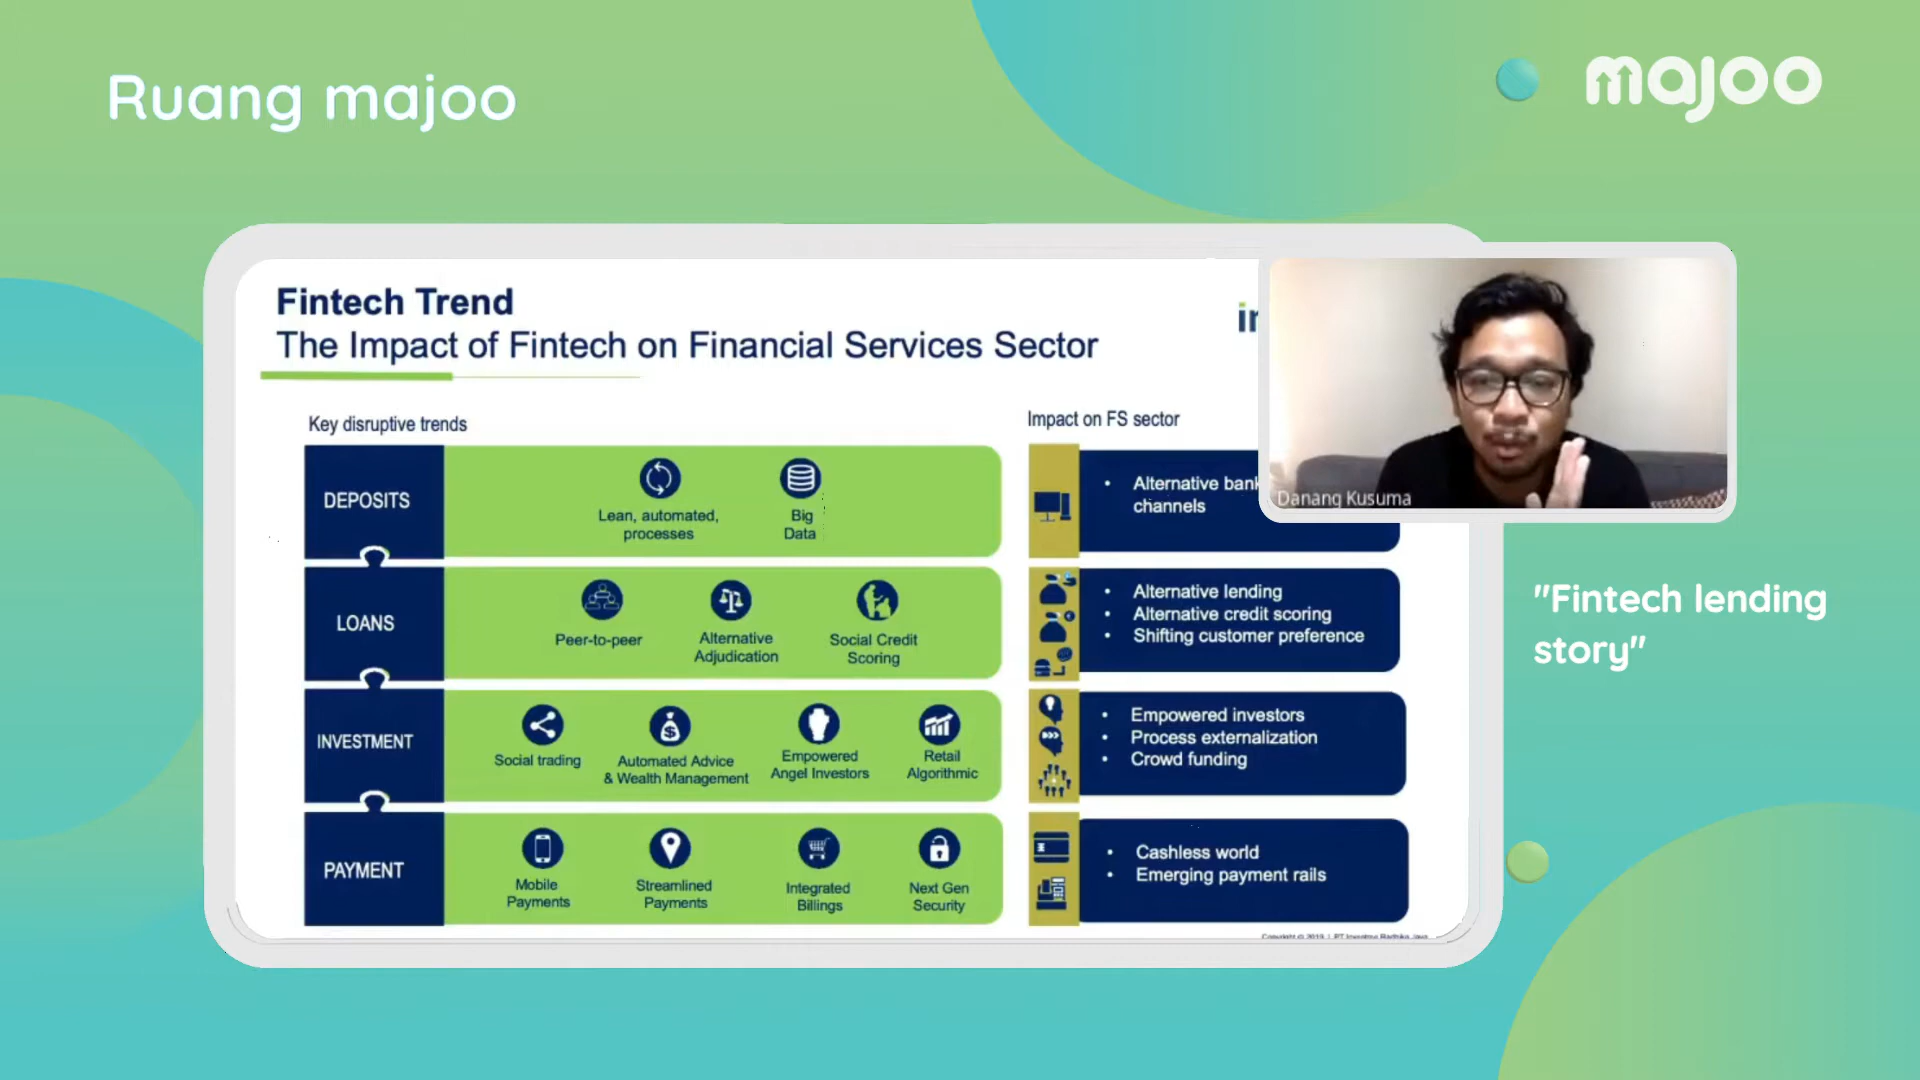 Ruang majoo
majoo
Fintech Trend
The Impact of Fintech on Financial Services Sector
Key disruptive trends
Impact on FS sector
DEPOSITS
Lean, automated,
processes
Big
Data
• Alternative bank
channels
Danang Kusuma
LOANS
Peer-to-peer
Alternative
Adjudication
Social Credit
Scoring
• Alternative lending
• Alternative credit scoring
• Shifting customer preference
"Fintech lending
story"
INVESTMENT
Social trading
Automated Advice
& Wealth Management
Empowered
Angel Investors
Retail
Algorithmic
• Empowered investors
• Process externalization
• Crowd funding
PAYMENT
Mobile
Payments
Streamlined
Payments
Integrated
Billings
Next Gen
Security
• Cashless world
• Emerging payment rails
Copyright © 2019 | PT